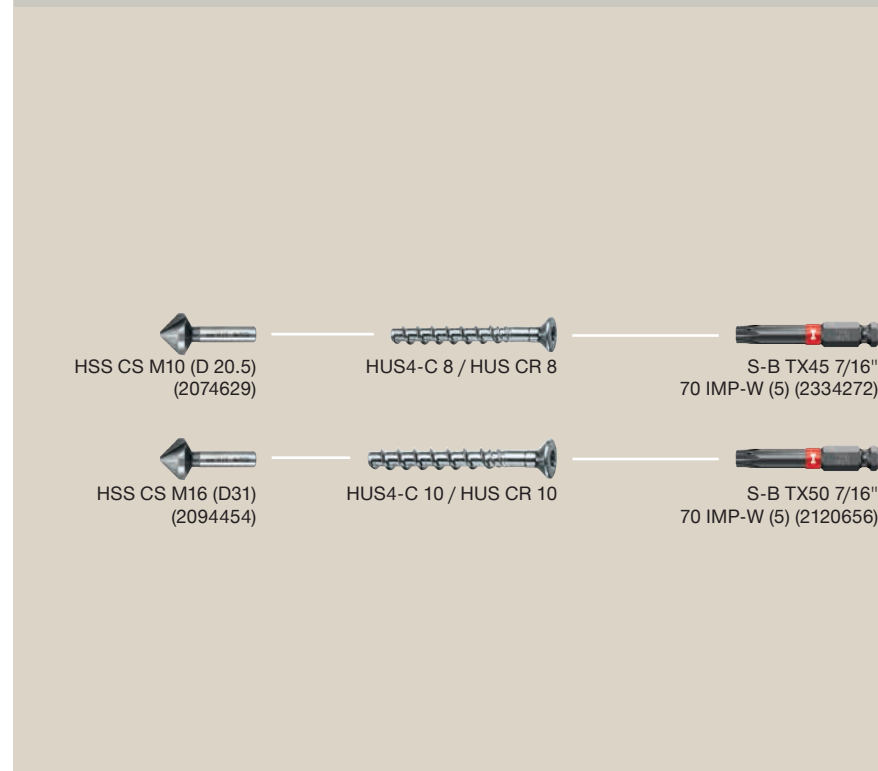 HSS CS M10 (D 20.5)
(2074629)
HUS4-C 8 / HUS CR 8
S-B TX45 7/16"
70 IMP-W (5) (2334272)
HSS CS M16 (D31)
(2094454)
HUS4-C 10 / HUS CR 10
S-B TX50 7/16"
70 IMP-W (5) (2120656)